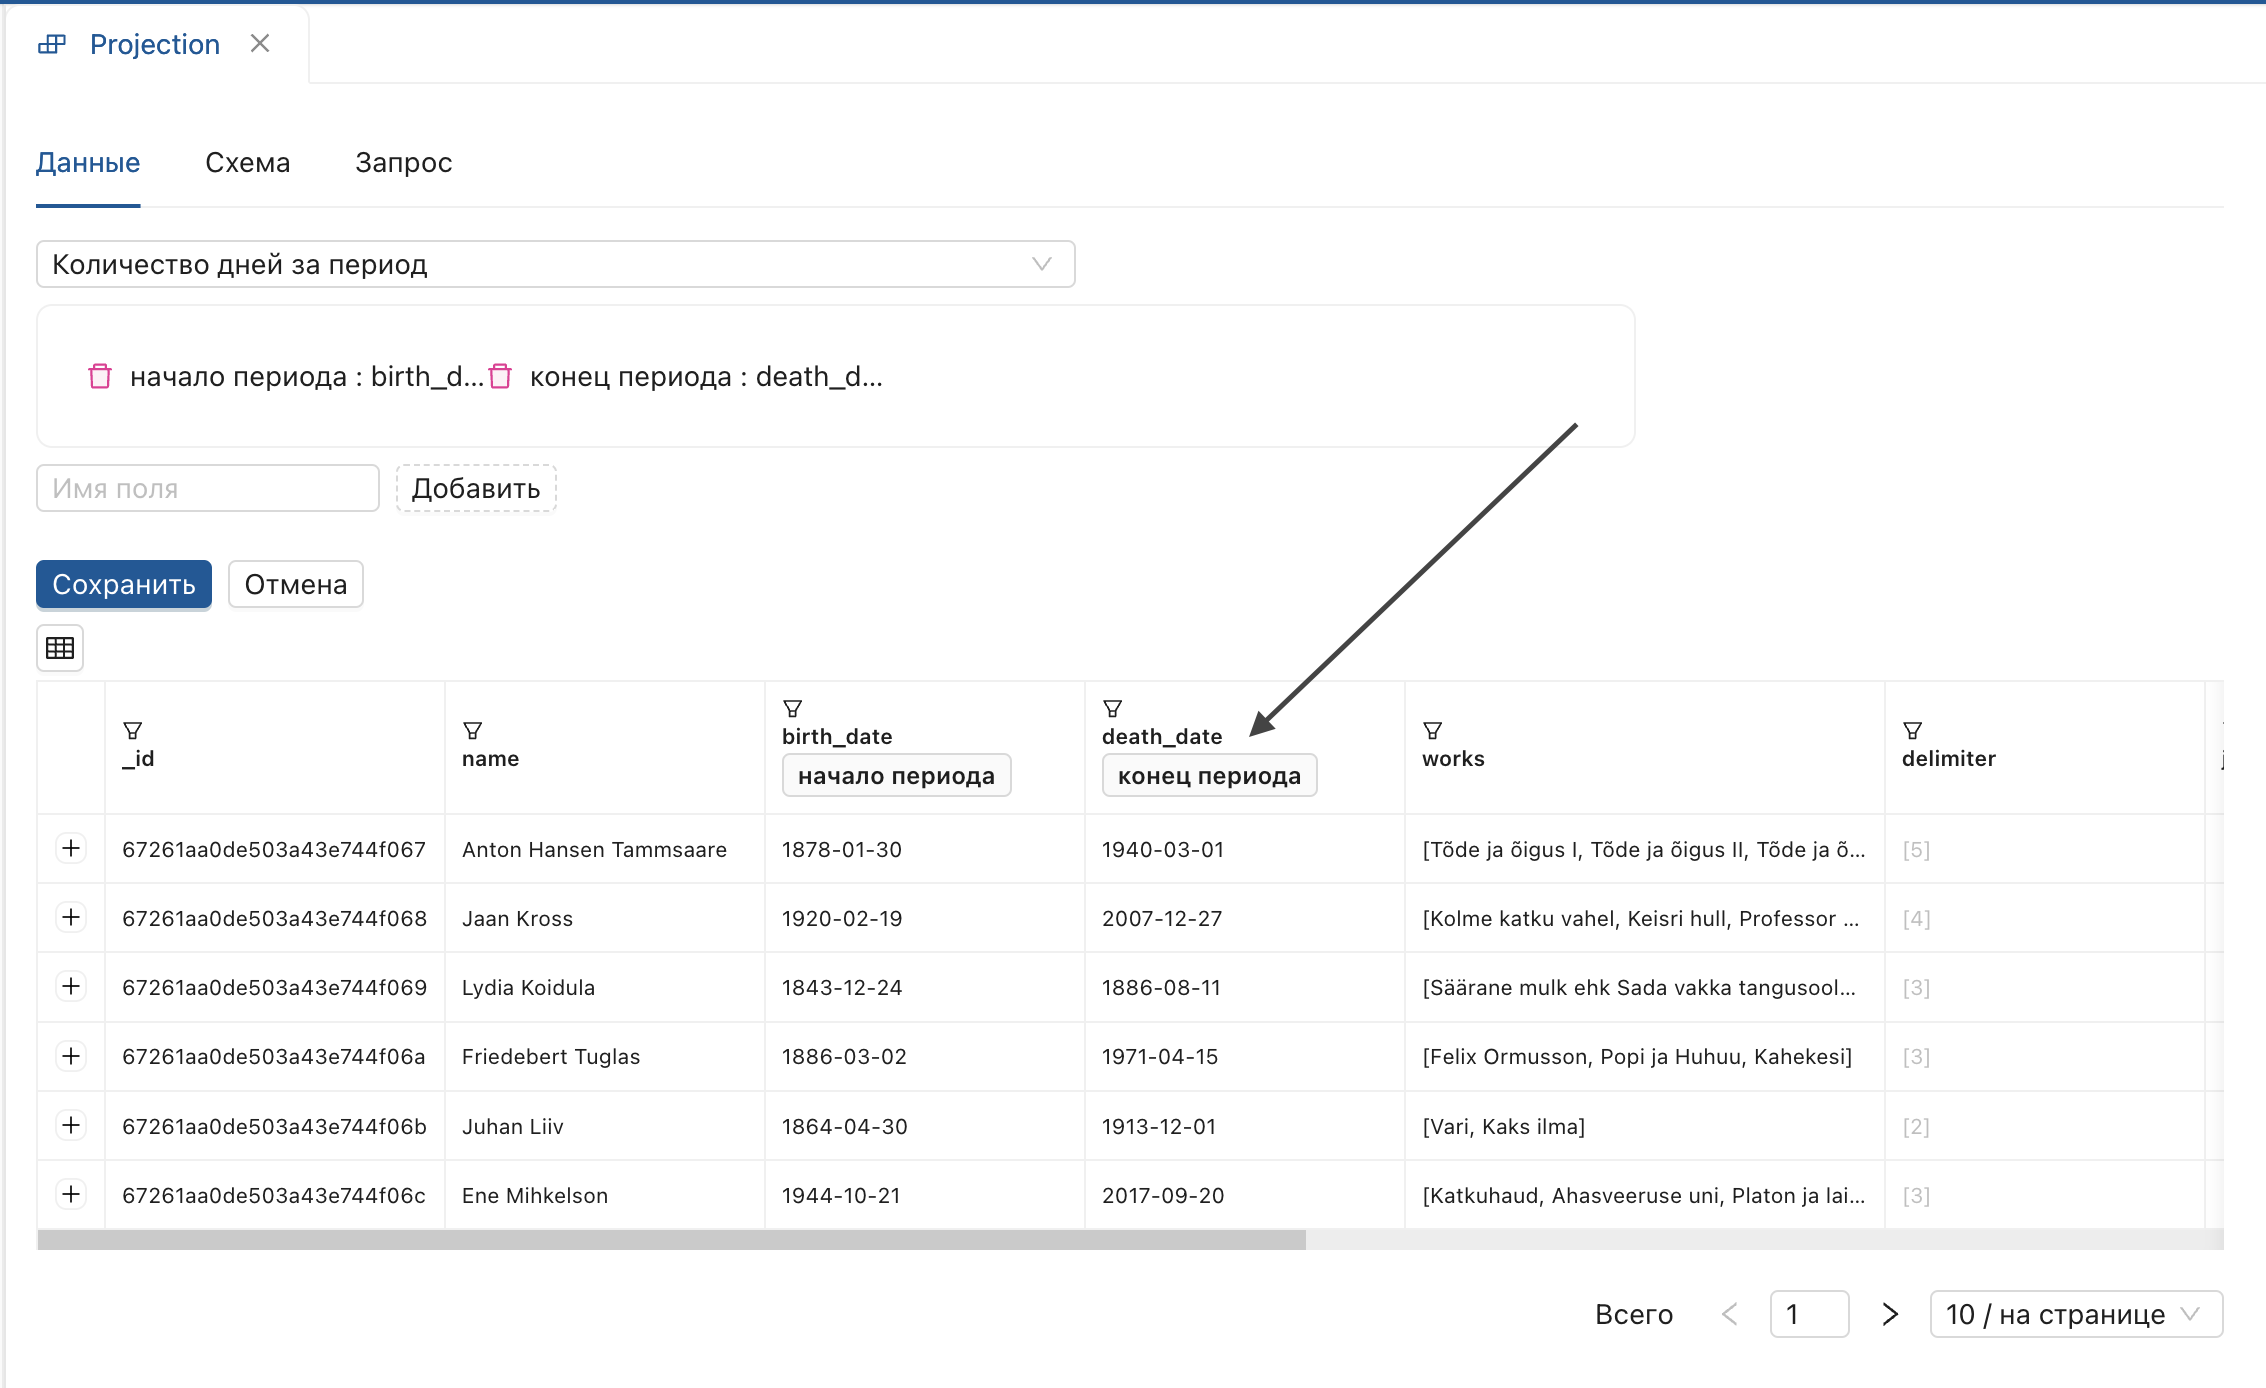 Projection
Данные Схема Запрос
Количество дней за период
начало периода : birth_d... конец периода : death_d...
Имя поля Добавить
Сохранить Отмена
_id name birth_date death_date works delimiter
начало периода конец периода
67261aa0de503a43e744f067 Anton Hansen Tammsaare 1878-01-30 1940-03-01 [Tõde ja õigus I, Tõde ja õigus II, Tõde ja õ... [5]
67261aa0de503a43e744f068 Jaan Kross 1920-02-19 2007-12-27 [Kolme katku vahel, Keisri hull, Professor ... [4]
67261aa0de503a43e744f069 Lydia Koidula 1843-12-24 1886-08-11 [Säärane mulk ehk Sada vakka tangusool... [3]
67261aa0de503a43e744f06a Friedebert Tuglas 1886-03-02 1971-04-15 [Felix Ormusson, Popi ja Huhuu, Kahekesi] [3]
67261aa0de503a43e744f06b Juhan Liiv 1864-04-30 1913-12-01 [Vari, Kaks ilma] [2]
67261aa0de503a43e744f06c Ene Mihkelson 1944-10-21 2017-09-20 [Katkuhaud, Ahasveeruse uni, Platon ja lai... [3]
Всего 1 10 / на странице